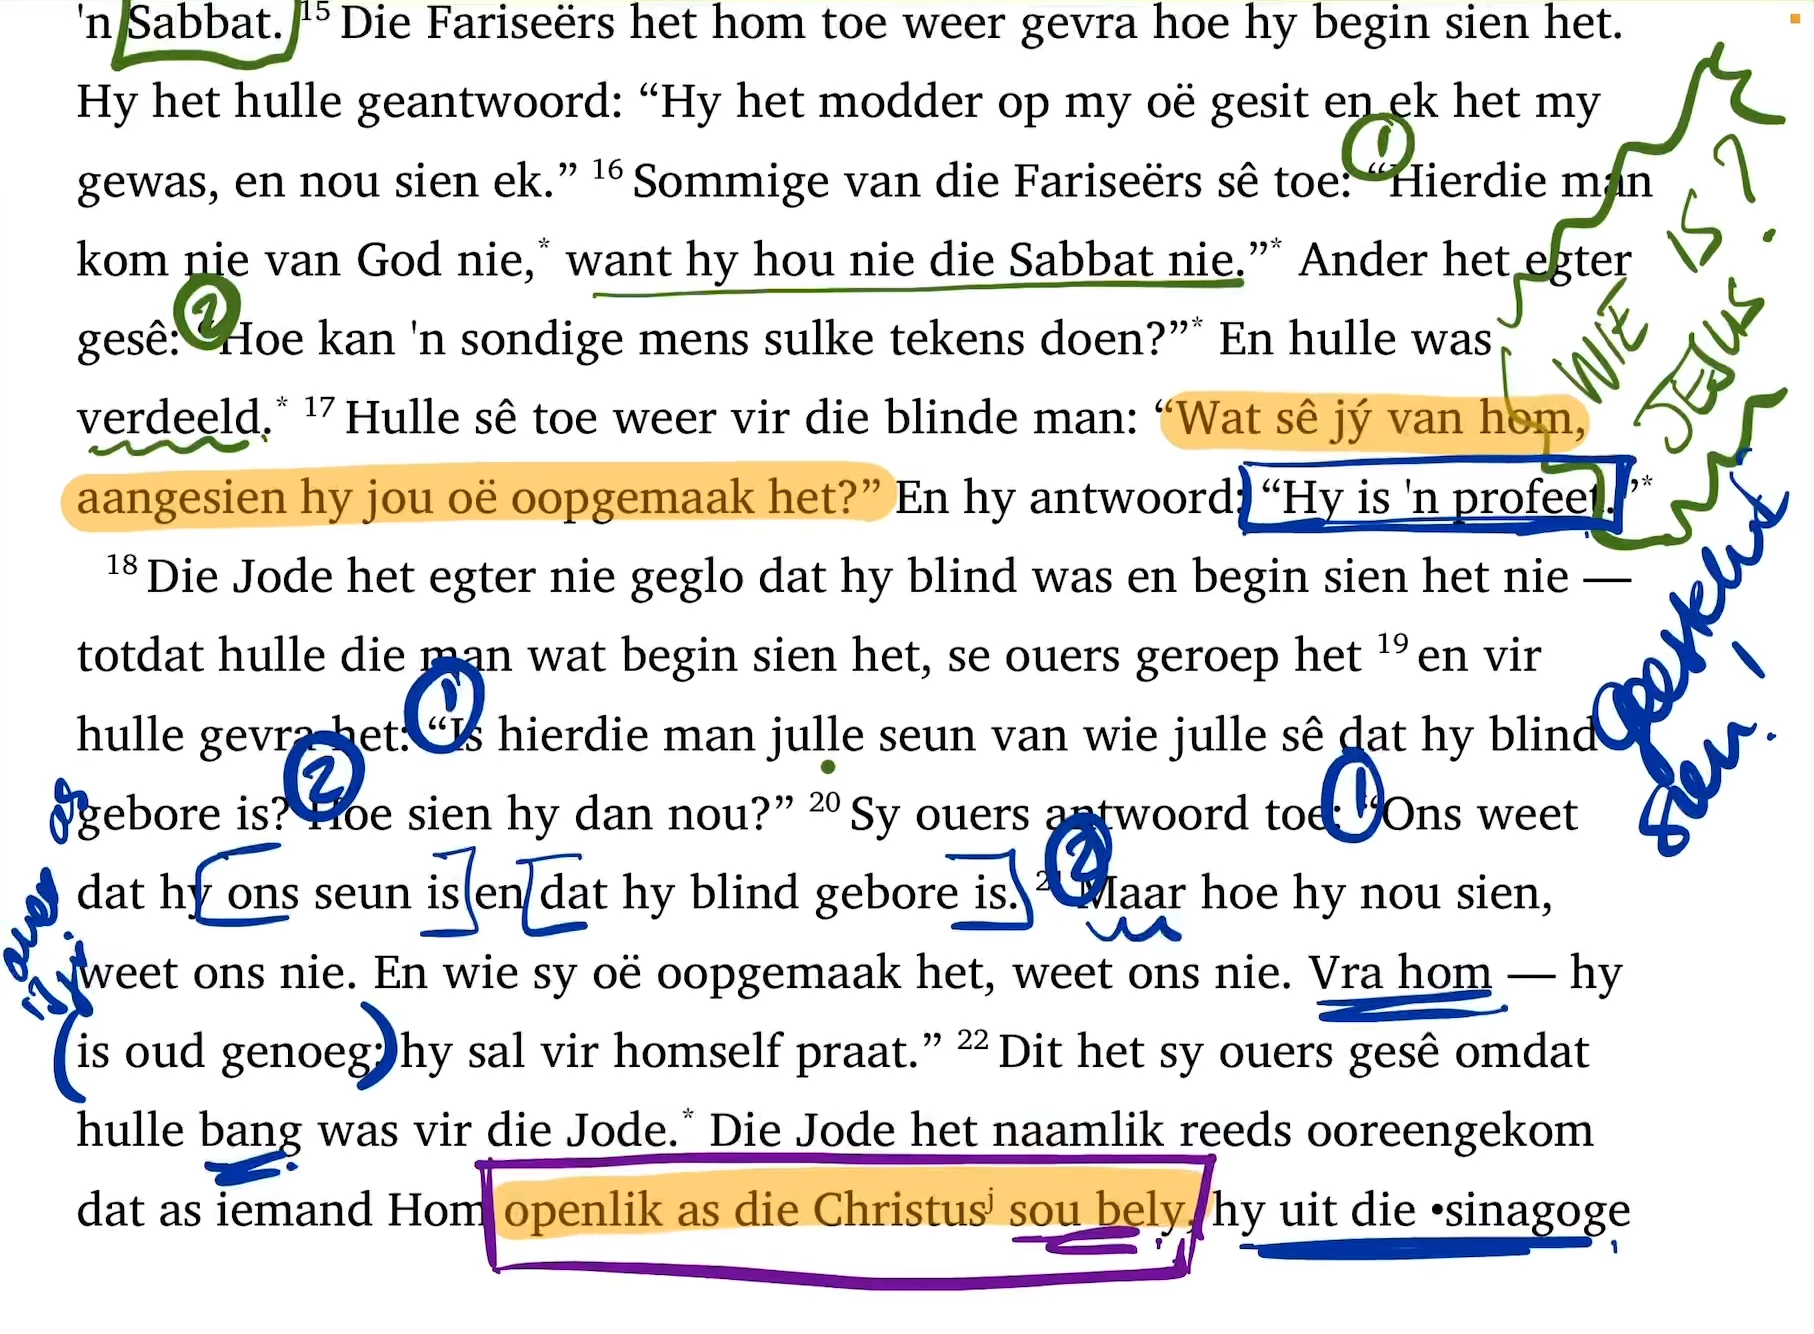 'n Sabbat. 15 Die Fariseërs het hom toe weer gevra hoe hy begin sien het.
Hy het hulle geantwoord: “Hy het modder op my oë gesit en ek het my
1
gewas, en nou sien ek.” 16 Sommige van die Fariseërs sê toe: “Hierdie man
kom nie van God nie,* want hy hou nie die Sabbat nie.”* Ander het egter
2
gesê: “Hoe kan 'n sondige mens sulke tekens doen?”* En hulle was
WIE IS JESUS?
verdeeld.* 17 Hulle sê toe weer vir die blinde man: “Wat sê jý van hom,
aangesien hy jou oë oopgemaak het?” En hy antwoord: “Hy is 'n profeet.”*
18 Die Jode het egter nie geglo dat hy blind was en begin sien het nie —
totdat hulle die man wat begin sien het, se ouers geroep het 19 en vir
1
hulle gevra het: “Is hierdie man julle seun van wie julle sê dat hy blind
2
1
gebore is? Hoe sien hy dan nou?” 20 Sy ouers antwoord toe: “Ons weet
2
dat hy ons seun is en dat hy blind gebore is. 21 Maar hoe hy nou sien,
weet ons nie. En wie sy oë oopgemaak het, weet ons nie. Vra hom — hy
is oud genoeg; hy sal vir homself praat.” 22 Dit het sy ouers gesê omdat
hulle bang was vir die Jode.* Die Jode het naamlik reeds ooreengekom
dat as iemand Hom openlik as die Christus j sou bely, hy uit die •sinagoge